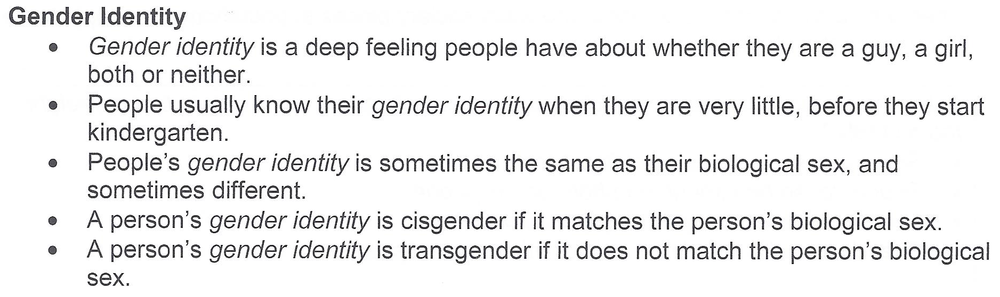 Gender Identity
• Gender identity is a deep feeling people have about whether they are a guy, a girl,
both or neither.
• People usually know their gender identity when they are very little, before they start
kindergarten.
• People's gender identity is sometimes the same as their biological sex, and
sometimes different.
• A person's gender identity is cisgender if it matches the person's biological sex.
• A person's gender identity is transgender if it does not match the person's biological
sex.